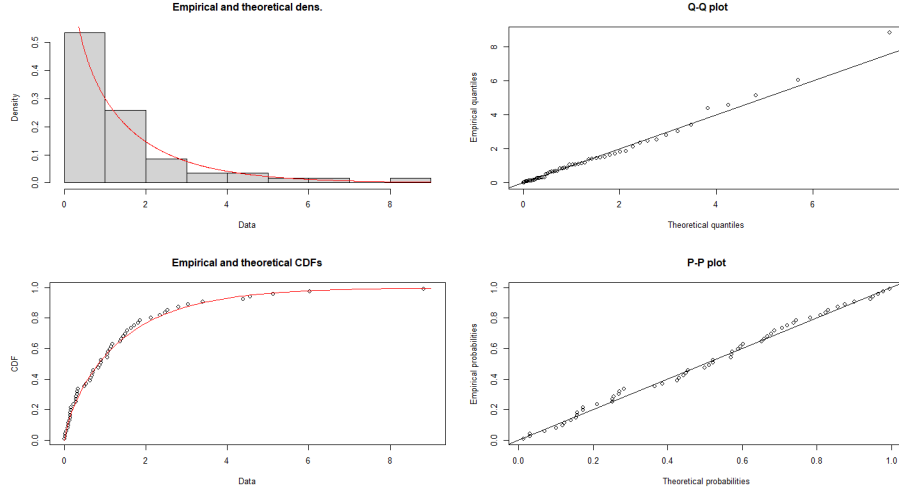 Empirical and theoretical dens.
Density
0.0 0.1 0.2 0.3 0.4 0.5
0 2 4 6 8
Data
Q-Q plot
Empirical quantiles
0 2 4 6 8
0 2 4 6
Theoretical quantiles
Empirical and theoretical CDFs
CDF
0.0 0.2 0.4 0.6 0.8 1.0
0 2 4 6 8
Data
P-P plot
Empirical probabilities
0.0 0.2 0.4 0.6 0.8 1.0
0.0 0.2 0.4 0.6 0.8 1.0
Theoretical probabilities